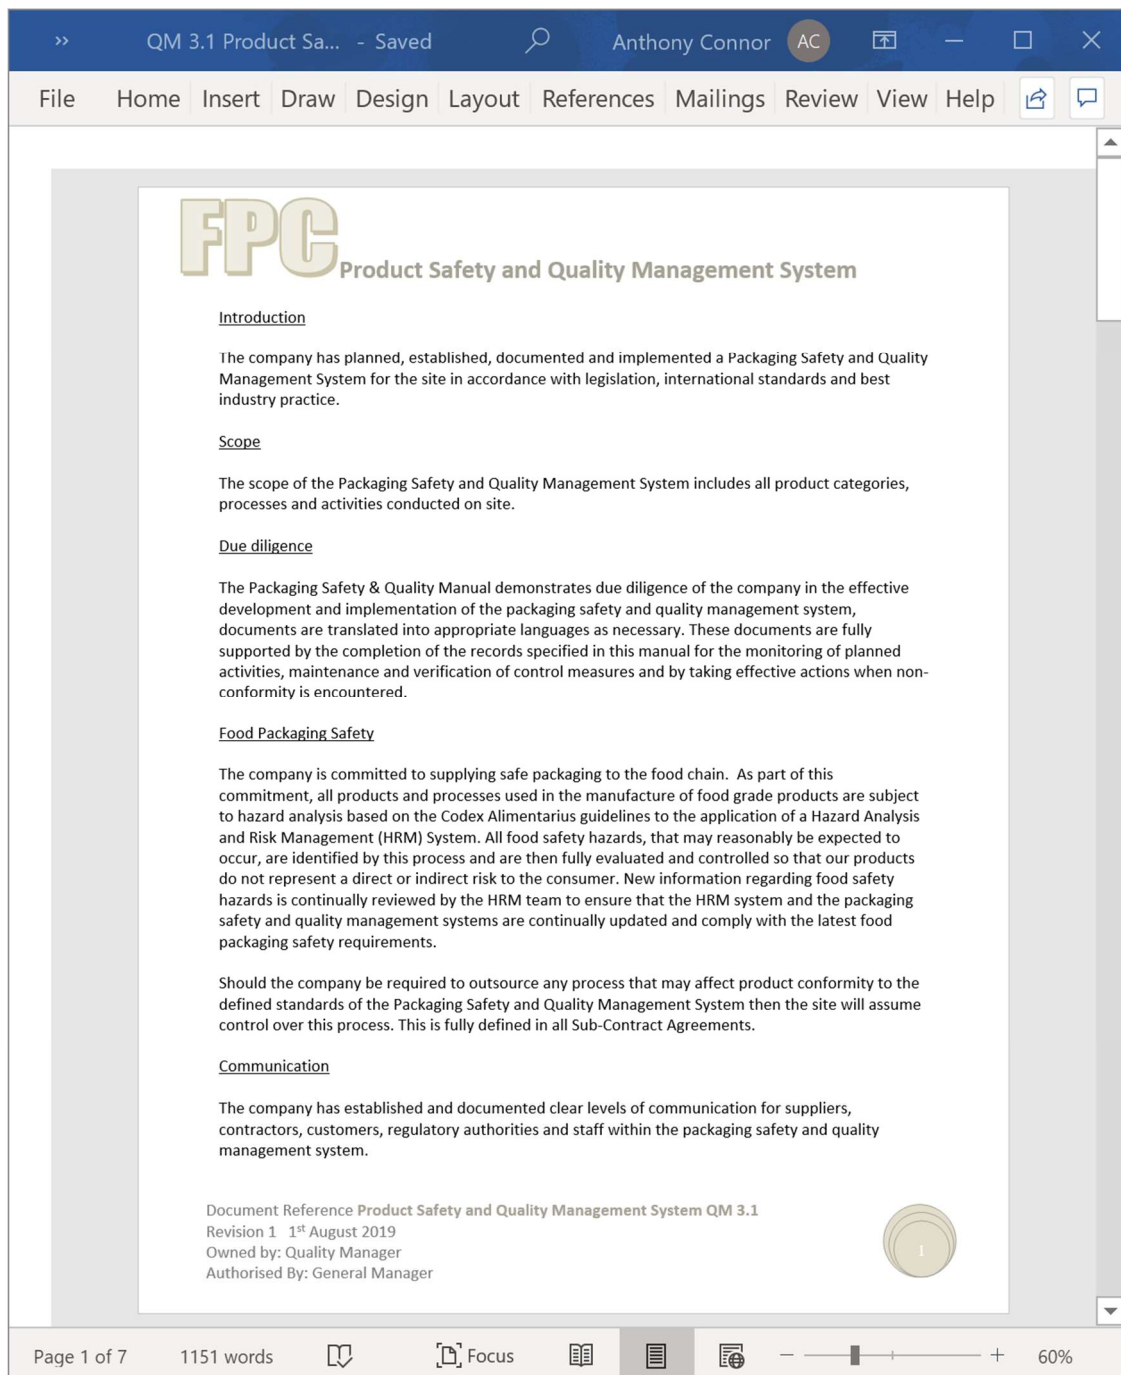 QM 3.1 Product Sa... - Saved Anthony Connor AC
File Home Insert Draw Design Layout References Mailings Review View Help
FPC Product Safety and Quality Management System
Introduction
The company has planned, established, documented and implemented a Packaging Safety and Quality
Management System for the site in accordance with legislation, international standards and best
industry practice.
Scope
The scope of the Packaging Safety and Quality Management System includes all product categories,
processes and activities conducted on site.
Due diligence
The Packaging Safety & Quality Manual demonstrates due diligence of the company in the effective
development and implementation of the packaging safety and quality management system,
documents are translated into appropriate languages as necessary. These documents are fully
supported by the completion of the records specified in this manual for the monitoring of planned
activities, maintenance and verification of control measures and by taking effective actions when non-
conformity is encountered.
Food Packaging Safety
The company is committed to supplying safe packaging to the food chain. As part of this
commitment, all products and processes used in the manufacture of food grade products are subject
to hazard analysis based on the Codex Alimentarius guidelines to the application of a Hazard Analysis
and Risk Management (HRM) System. All food safety hazards, that may reasonably be expected to
occur, are identified by this process and are then fully evaluated and controlled so that our products
do not represent a direct or indirect risk to the consumer. New information regarding food safety
hazards is continually reviewed by the HRM team to ensure that the HRM system and the packaging
safety and quality management systems are continually updated and comply with the latest food
packaging safety requirements.
Should the company be required to outsource any process that may affect product conformity to the
defined standards of the Packaging Safety and Quality Management System then the site will assume
control over this process. This is fully defined in all Sub-Contract Agreements.
Communication
The company has established and documented clear levels of communication for suppliers,
contractors, customers, regulatory authorities and staff within the packaging safety and quality
management system.
Document Reference Product Safety and Quality Management System QM 3.1
Revision 1 1st August 2019
Owned by: Quality Manager
Authorised By: General Manager
1
Page 1 of 7 1151 words Focus 60%